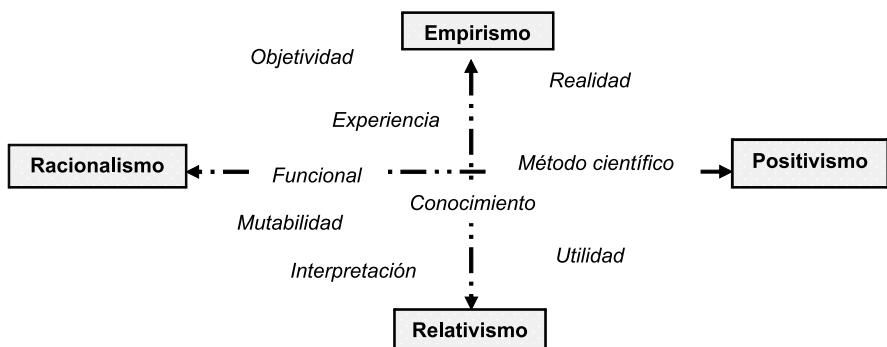 Empirismo
Objetividad
Realidad
Experiencia
Racionalismo
Funcional
Método científico
Positivismo
Conocimiento
Mutabilidad
Utilidad
Interpretación
Relativismo